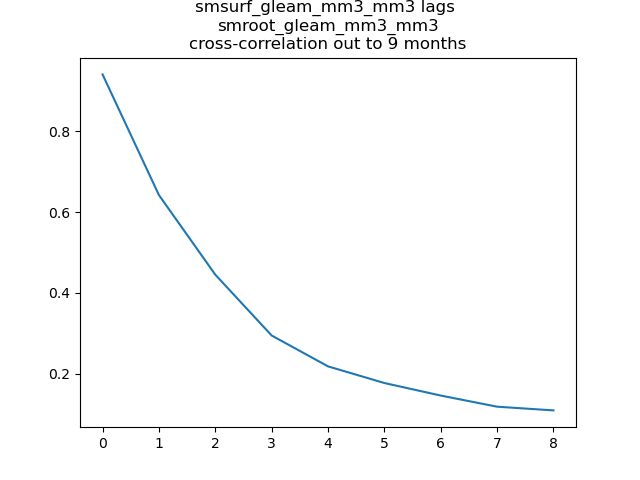 smsurf_gleam_mm3_mm3 lags
smroot_gleam_mm3_mm3
cross-correlation out to 9 months
0.8
0.6
0.4
0.2
0 1 2 3 4 5 6 7 8